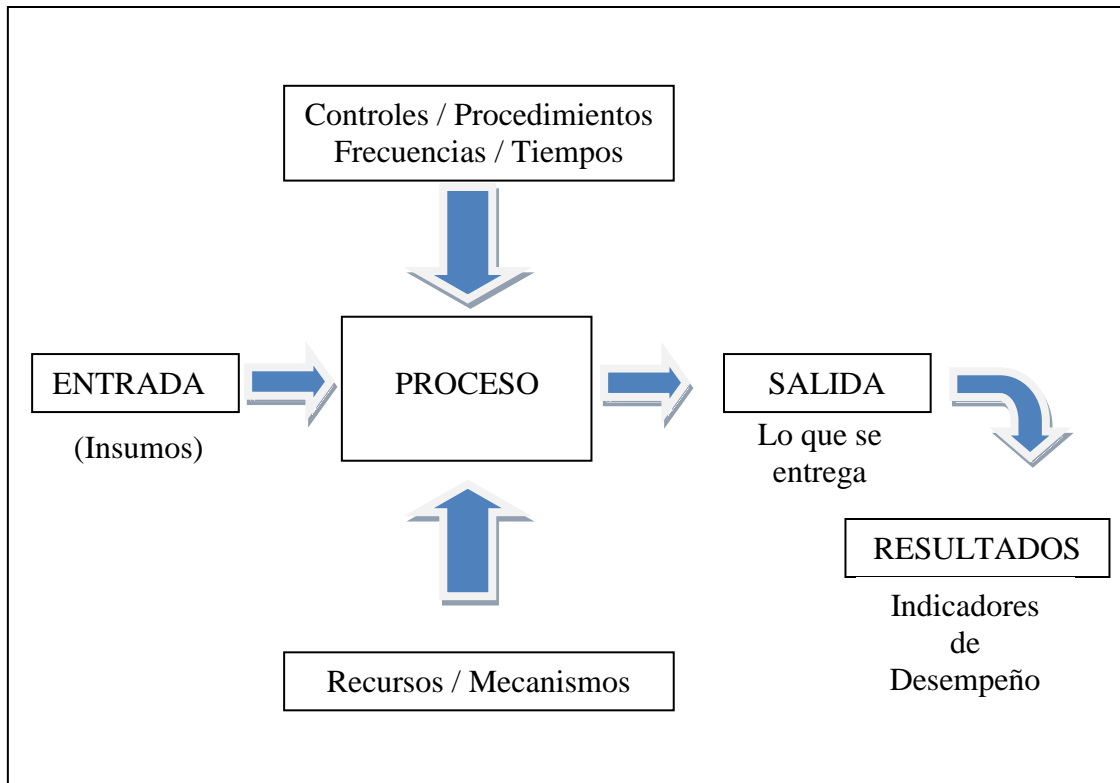 Controles / Procedimientos
Frecuencias / Tiempos
ENTRADA
(Insumos)
PROCESO
SALIDA
Lo que se
entrega
RESULTADOS
Indicadores
de
Desempeño
Recursos / Mecanismos